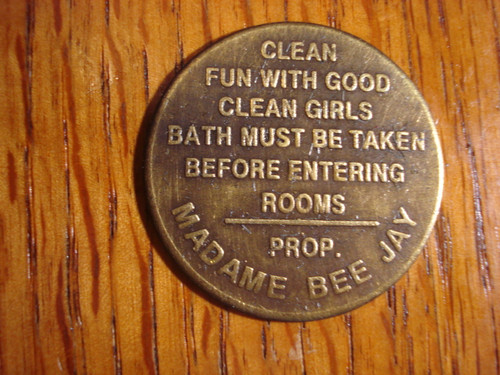 CLEAN
FUN WITH GOOD
CLEAN GIRLS
BATH MUST BE TAKEN
BEFORE ENTERING
ROOMS
PROP.
MADAME BEE JAY